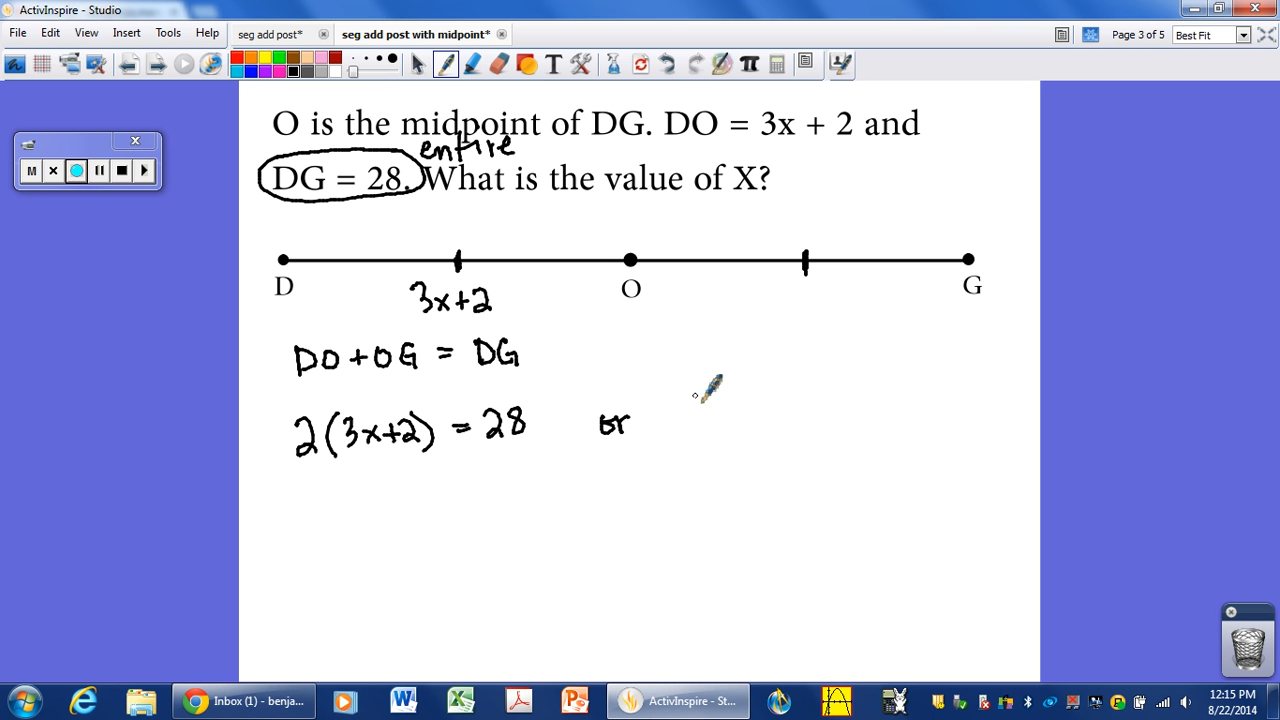 ActivInspire - Studio
File Edit View Insert Tools Help
seg add post*
seg add post with midpoint*
Page 3 of 5
Best Fit
M
T
π
O is the midpoint of DG. DO = 3x + 2 and
entire
DG = 28. What is the value of X?
D
O
G
3x+2
DO + OG = DG
2(3x+2) = 28 or
Inbox (1) - benja...
ActivInspire - St...
12:15 PM
8/22/2014